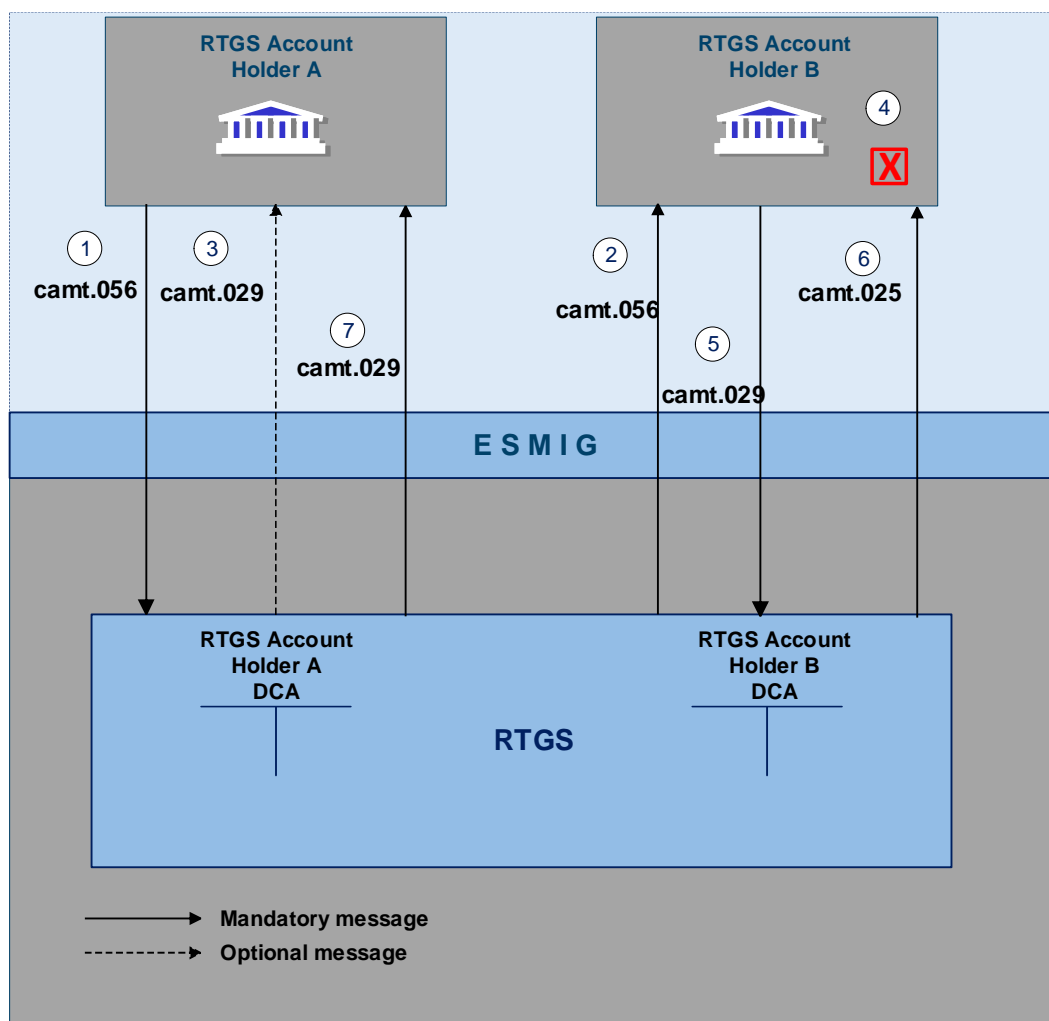 RTGS Account
Holder A
RTGS Account
Holder B
4
X
1
camt.056
3
camt.029
7
camt.029
2
camt.056
5
camt.029
6
camt.025
E S M I G
RTGS Account
Holder A
DCA
RTGS Account
Holder B
DCA
RTGS
Mandatory message
Optional message